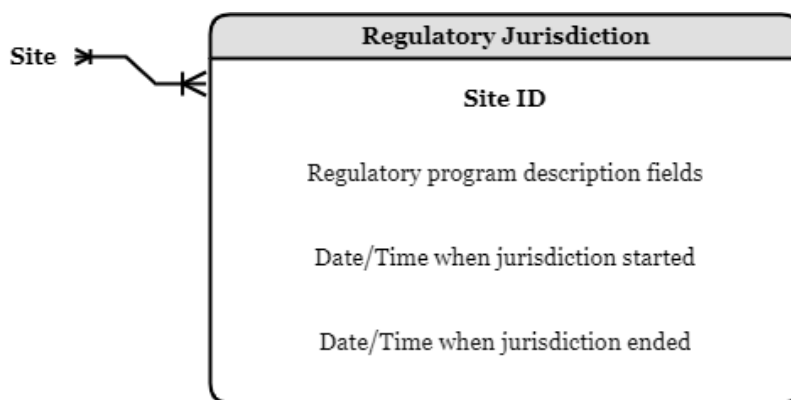 Regulatory Jurisdiction
Site
Site ID
Regulatory program description fields
Date/Time when jurisdiction started
Date/Time when jurisdiction ended